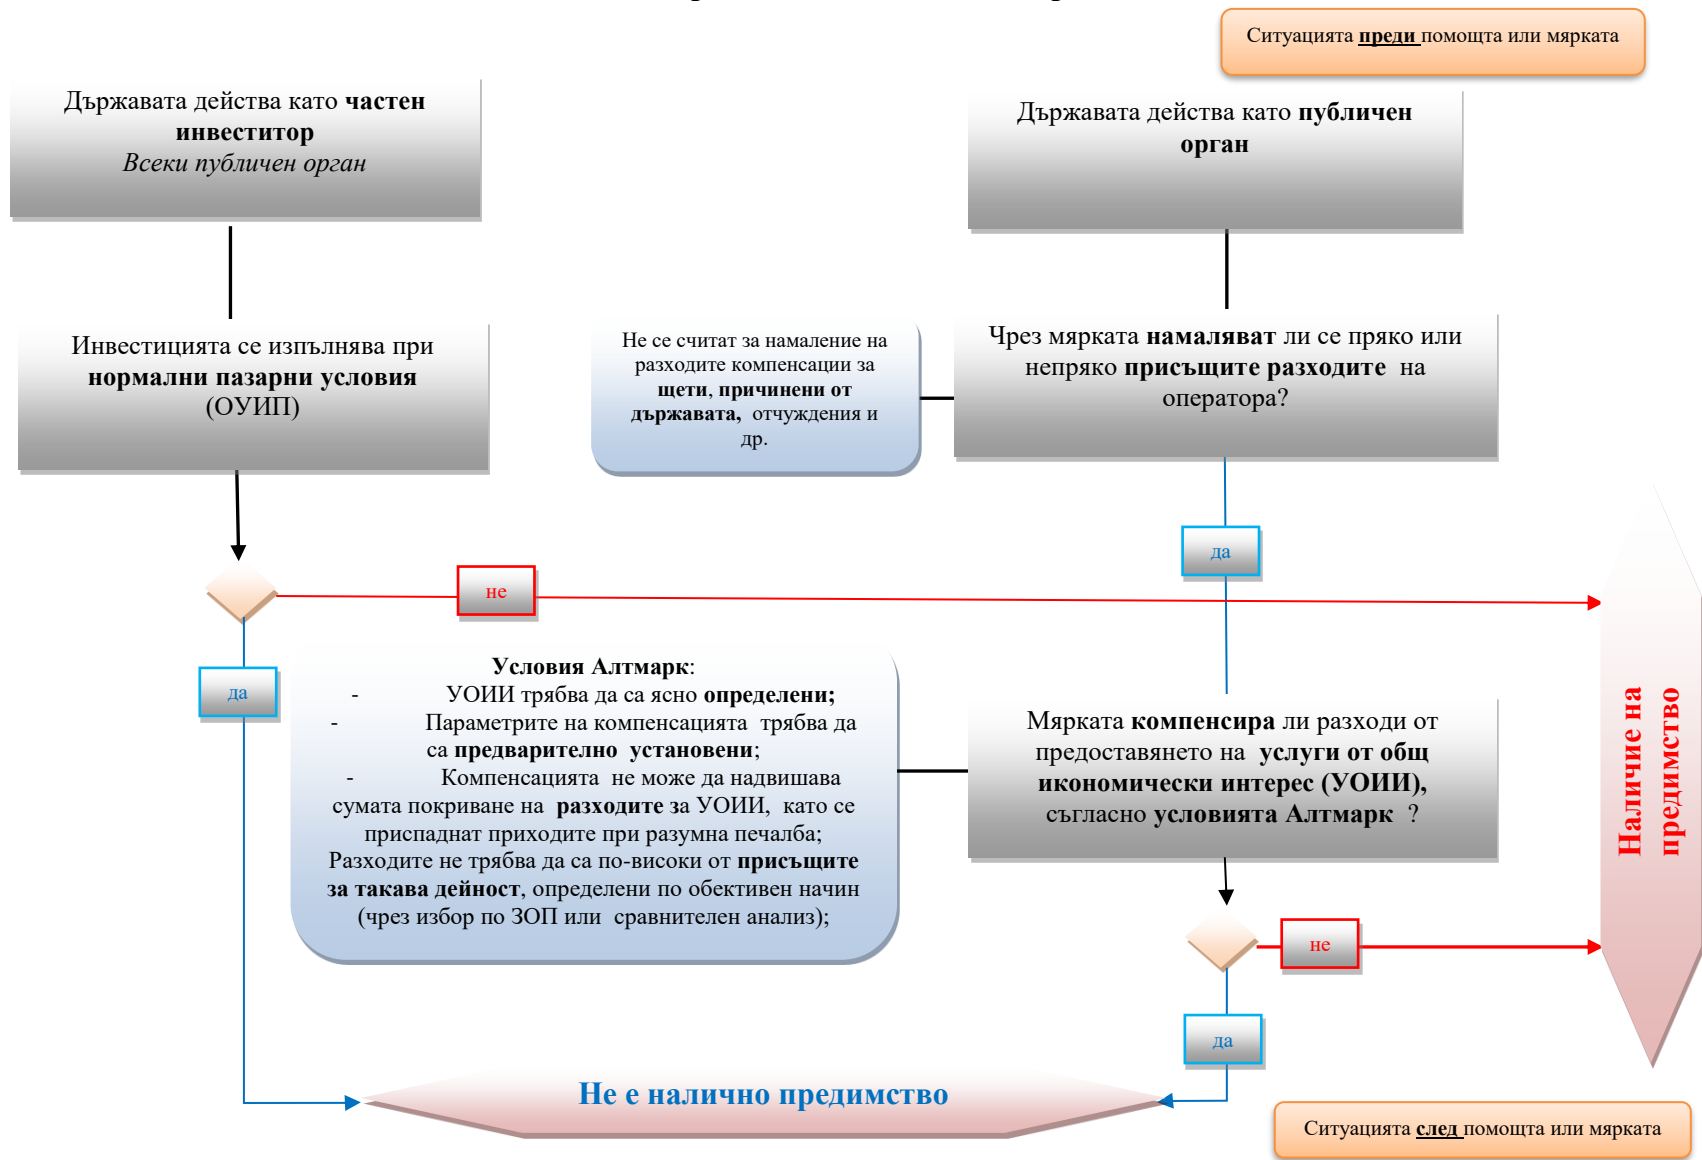 Ситуацията преди помощта или мярката
Държавата действа като частен
инвеститор
Всеки публичен орган
Държавата действа като публичен
орган
Инвестицията се изпълнява при
нормални пазарни условия
(ОУИП)
Не се считат за намаление на
разходите компенсации за
щети, причинени от
държавата, отчуждения и
др.
Чрез мярката намаляват ли се пряко или
непряко присъщите разходите на
оператора?
да
не
да
Условия Алтмарк:
- УОИИ трябва да са ясно определени;
- Параметрите на компенсацията трябва да
са предварително установени;
- Компенсацията не може да надвишава
сумата покриване на разходите за УОИИ, като се
приспаднат приходите при разумна печалба;
Разходите не трябва да са по-високи от присъщите
за такава дейност, определени по обективен начин
(чрез избор по ЗОП или сравнителен анализ);
Мярката компенсира ли разходи от
предоставянето на услуги от общ
икономически интерес (УОИИ),
съгласно условията Алтмарк ?
Наличие на
предимство
не
да
Не е налично предимство
Ситуацията след помощта или мярката